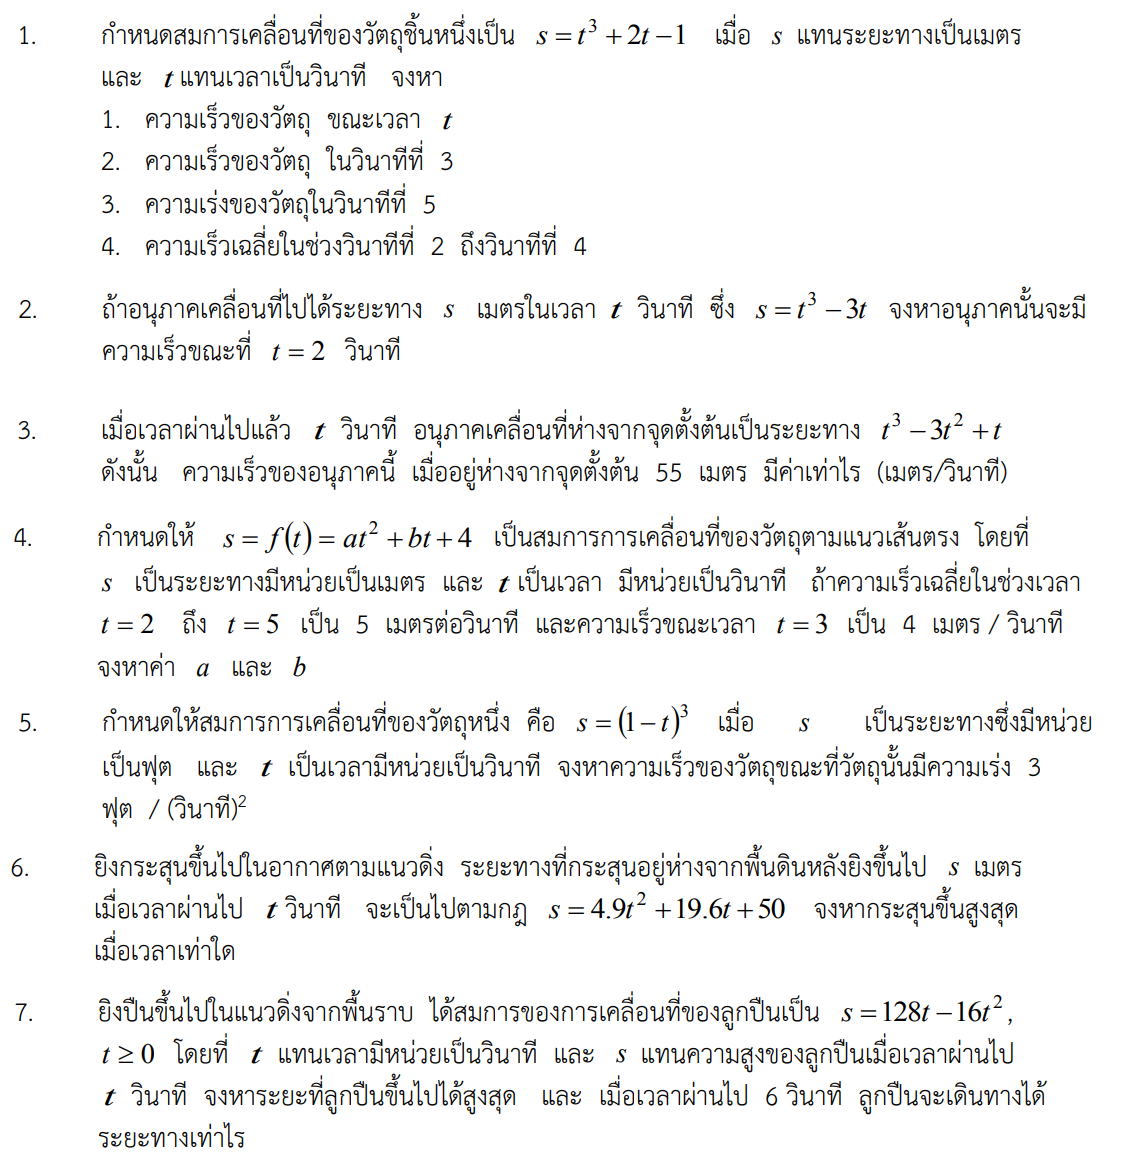 1. กำหนดสมการเคลื่อนที่ของวัตถุชิ้นหนึ่งเป็น s = t³ + 2t − 1 เมื่อ s แทนระยะทางเป็นเมตร
และ t แทนเวลาเป็นวินาที จงหา
1. ความเร็วของวัตถุ ขณะเวลา t
2. ความเร็วของวัตถุ ในวินาทีที่ 3
3. ความเร่งของวัตถุในวินาทีที่ 5
4. ความเร็วเฉลี่ยในช่วงวินาทีที่ 2 ถึงวินาทีที่ 4
2. ถ้าอนุภาคเคลื่อนที่ไปได้ระยะทาง s เมตรในเวลา t วินาที ซึ่ง s = t³ − 3t จงหาอนุภาคนั้นจะมี
ความเร็วขณะที่ t = 2 วินาที
3. เมื่อเวลาผ่านไปแล้ว t วินาที อนุภาคเคลื่อนที่ห่างจากจุดตั้งต้นเป็นระยะทาง t³ − 3t² + t
ดังนั้น ความเร็วของอนุภาคนี้ เมื่ออยู่ห่างจากจุดตั้งต้น 55 เมตร มีค่าเท่าไร (เมตร/วินาที)
4. กำหนดให้ s = f(t) = at² + bt + 4 เป็นสมการการเคลื่อนที่ของวัตถุตามแนวเส้นตรง โดยที่
s เป็นระยะทางมีหน่วยเป็นเมตร และ t เป็นเวลา มีหน่วยเป็นวินาที ถ้าความเร็วเฉลี่ยในช่วงเวลา
t = 2 ถึง t = 5 เป็น 5 เมตรต่อวินาที และความเร็วขณะเวลา t = 3 เป็น 4 เมตร / วินาที
จงหาค่า a และ b
5. กำหนดให้สมการการเคลื่อนที่ของวัตถุหนึ่ง คือ s = (1 − t)³ เมื่อ s เป็นระยะทางซึ่งมีหน่วย
เป็นฟุต และ t เป็นเวลามีหน่วยเป็นวินาที จงหาความเร็วของวัตถุขณะที่วัตถุนั้นมีความเร่ง 3
ฟุต / (วินาที)²
6. ยิงกระสุนขึ้นไปในอากาศตามแนวดิ่ง ระยะทางที่กระสุนอยู่ห่างจากพื้นดินหลังยิงขึ้นไป s เมตร
เมื่อเวลาผ่านไป t วินาที จะเป็นไปตามกฎ s = 4.9t² + 19.6t + 50 จงหากระสุนขึ้นสูงสุด
เมื่อเวลาเท่าใด
7. ยิงปืนขึ้นไปในแนวดิ่งจากพื้นราบ ได้สมการของการเคลื่อนที่ของลูกปืนเป็น s = 128t − 16t² ,
t ≥ 0 โดยที่ t แทนเวลามีหน่วยเป็นวินาที และ s แทนความสูงของลูกปืนเมื่อเวลาผ่านไป
t วินาที จงหาระยะที่ลูกปืนขึ้นไปได้สูงสุด และ เมื่อเวลาผ่านไป 6 วินาที ลูกปืนจะเดินทางได้
ระยะทางเท่าไร